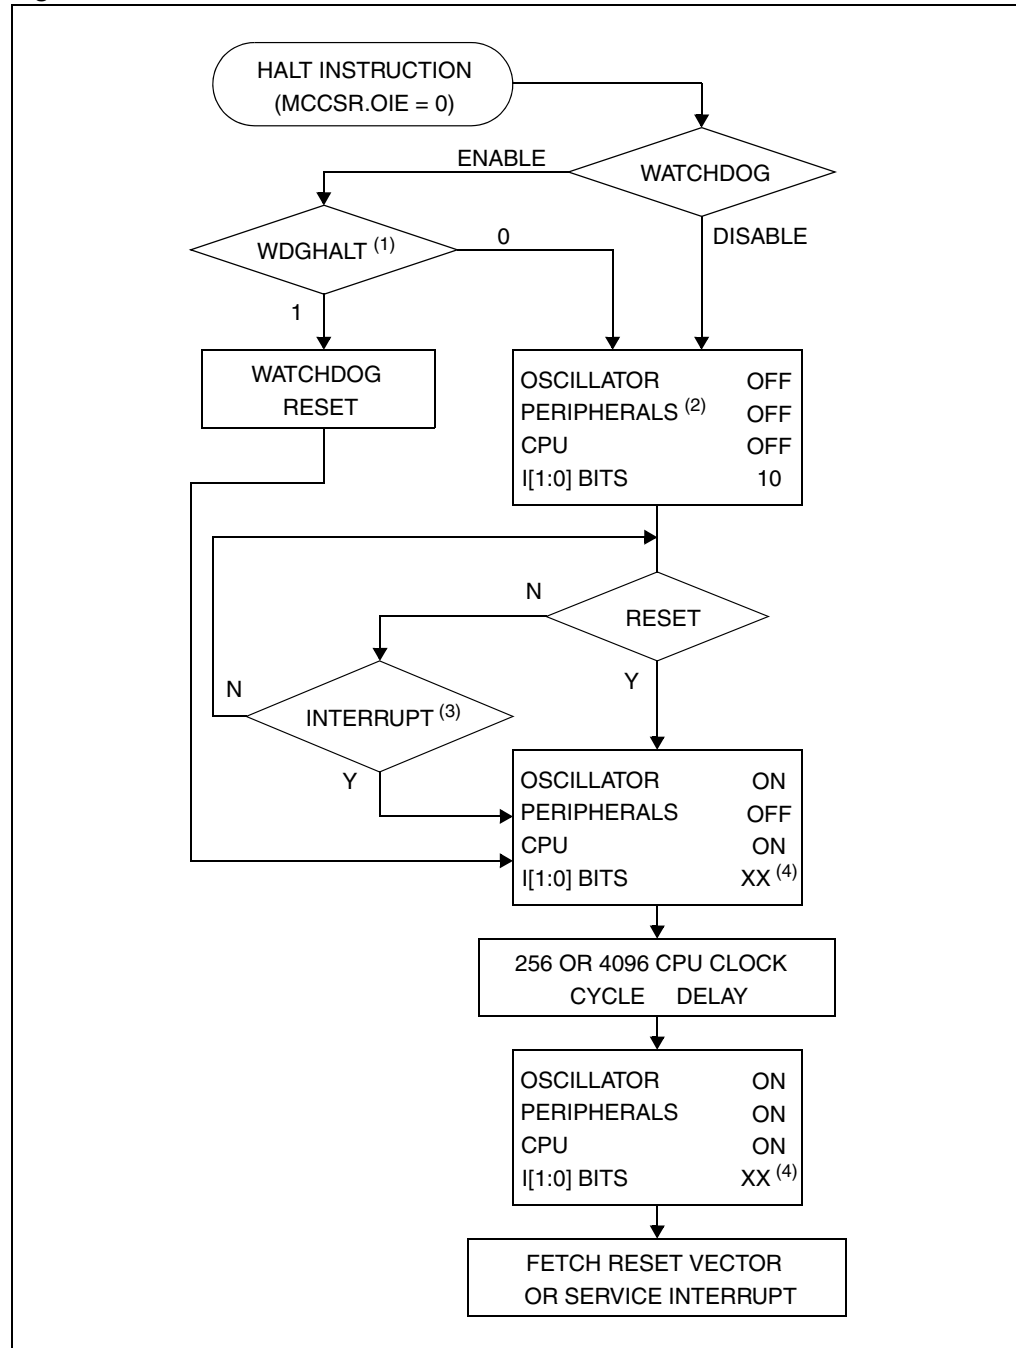 HALT INSTRUCTION
(MCCSR.OIE = 0)
ENABLE
WATCHDOG
WDGHALT (1)
0
DISABLE
1
WATCHDOG
RESET
OSCILLATOR OFF
PERIPHERALS (2) OFF
CPU OFF
I[1:0] BITS 10
N
RESET
Y
N
INTERRUPT (3)
Y
OSCILLATOR ON
PERIPHERALS OFF
CPU ON
I[1:0] BITS XX (4)
256 OR 4096 CPU CLOCK
CYCLE DELAY
OSCILLATOR ON
PERIPHERALS ON
CPU ON
I[1:0] BITS XX (4)
FETCH RESET VECTOR
OR SERVICE INTERRUPT